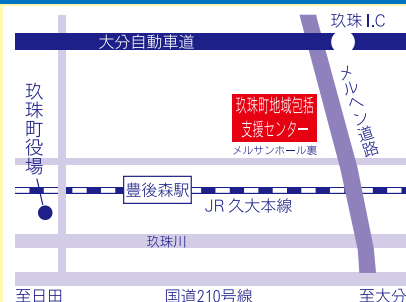 玖珠I.C
大分自動車道
玖珠町役場
玖珠町地域包括
支援センター
メルサンホール裏
メルヘン道路
豊後森駅
JR久大本線
玖珠川
至日田
国道210号線
至大分